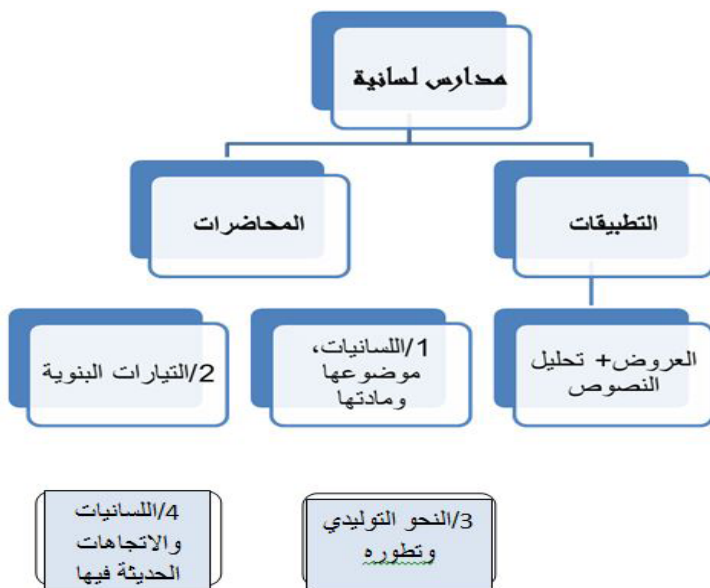 مدارس لسانية
التطبيقات
المحاضرات
العروض+ تحليل
النصوص
1/اللسانيات،
موضوعها
ومادتها
2/التيارات البنوية
3/النحو التوليدي
وتطوره
4/اللسانيات
والاتجاهات
الحديثة فيها